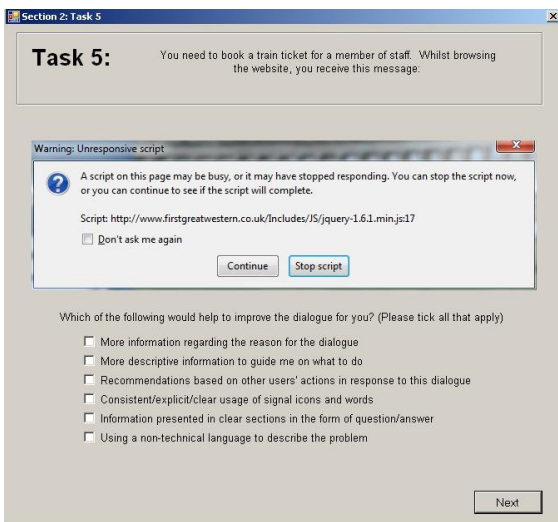 Section 2: Task 5
Task 5:
You need to book a train ticket for a member of staff. Whilst browsing
the website, you receive this message:
Warning: Unresponsive script
A script on this page may be busy, or it may have stopped responding. You can stop the script now,
or you can continue to see if the script will complete.
Script: http://www.firstgreatwestern.co.uk/Includes/JS/jquery-1.6.1.min.js:17
Don't ask me again
Continue Stop script
Which of the following would help to improve the dialogue for you? (Please tick all that apply)
More information regarding the reason for the dialogue
More descriptive information to guide me on what to do
Recommendations based on other users' actions in response to this dialogue
Consistent/explicit/clear usage of signal icons and words
Information presented in clear sections in the form of question/answer
Using a non-technical language to describe the problem
Next